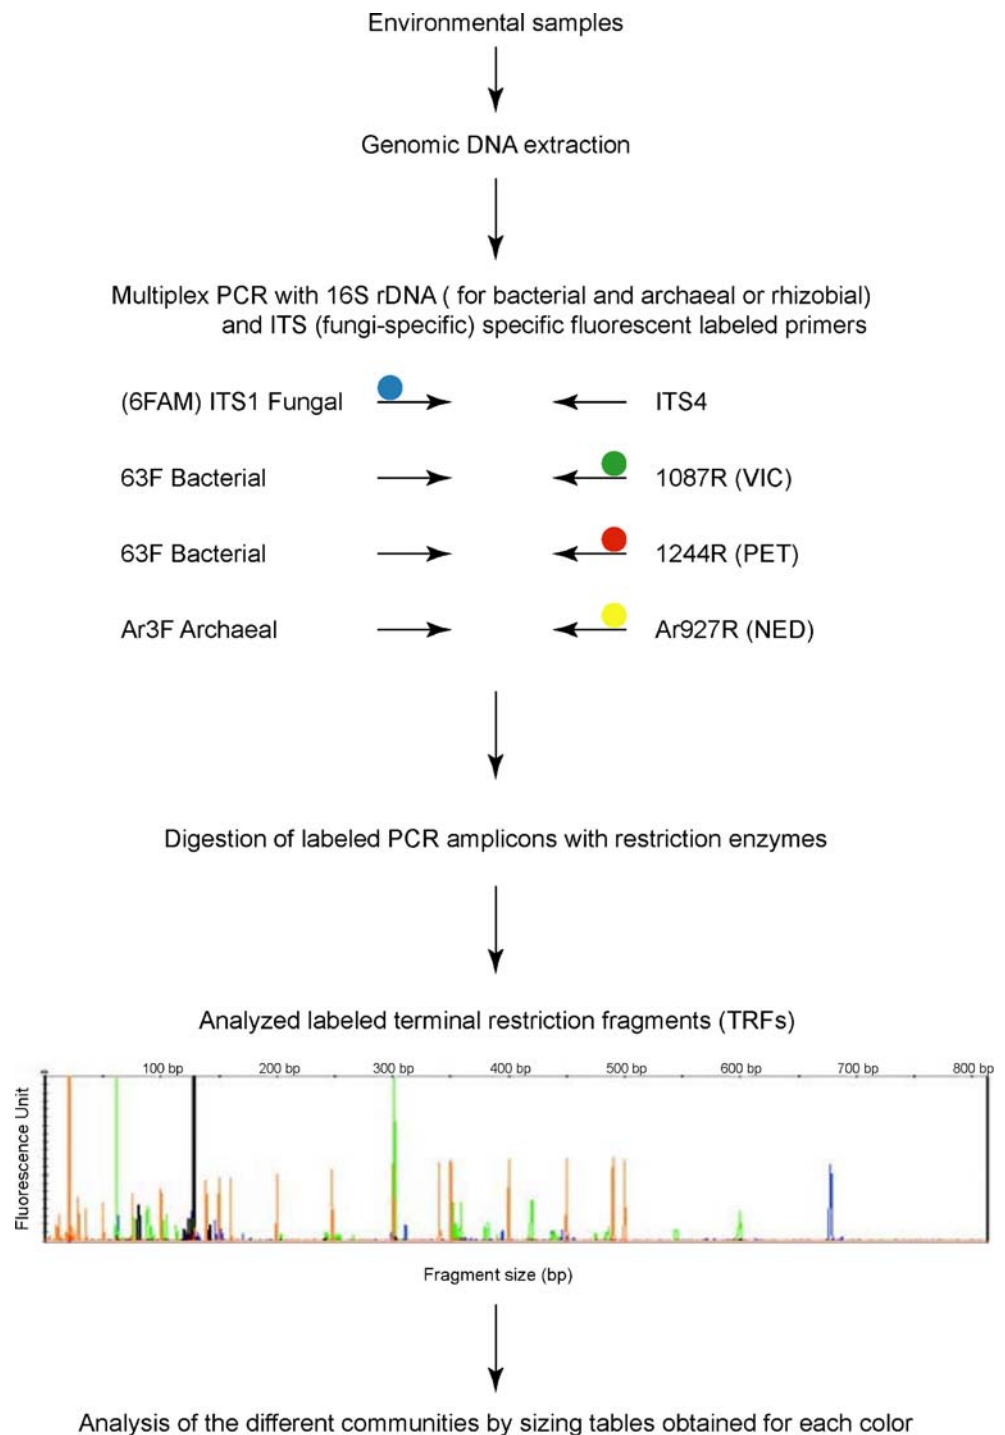 Environmental samples
Genomic DNA extraction
Multiplex PCR with 16S rDNA ( for bacterial and archaeal or rhizobial)
and ITS (fungi-specific) specific fluorescent labeled primers
(6FAM) ITS1 Fungal ITS4
63F Bacterial 1087R (VIC)
63F Bacterial 1244R (PET)
Ar3F Archaeal Ar927R (NED)
Digestion of labeled PCR amplicons with restriction enzymes
Analyzed labeled terminal restriction fragments (TRFs)
100 bp 200 bp 300 bp 400 bp 500 bp 600 bp 700 bp 800 bp
Fluorescence Unit
Fragment size (bp)
Analysis of the different communities by sizing tables obtained for each color